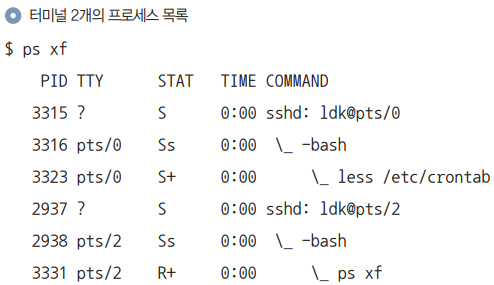 터미널 2개의 프로세스 목록
$ ps xf
PID TTY STAT TIME COMMAND
3315 ? S 0:00 sshd: ldk@pts/0
3316 pts/0 Ss 0:00 \_ -bash
3323 pts/0 S+ 0:00 \_ less /etc/crontab
2937 ? S 0:00 sshd: ldk@pts/2
2938 pts/2 Ss 0:00 \_ -bash
3331 pts/2 R+ 0:00 \_ ps xf